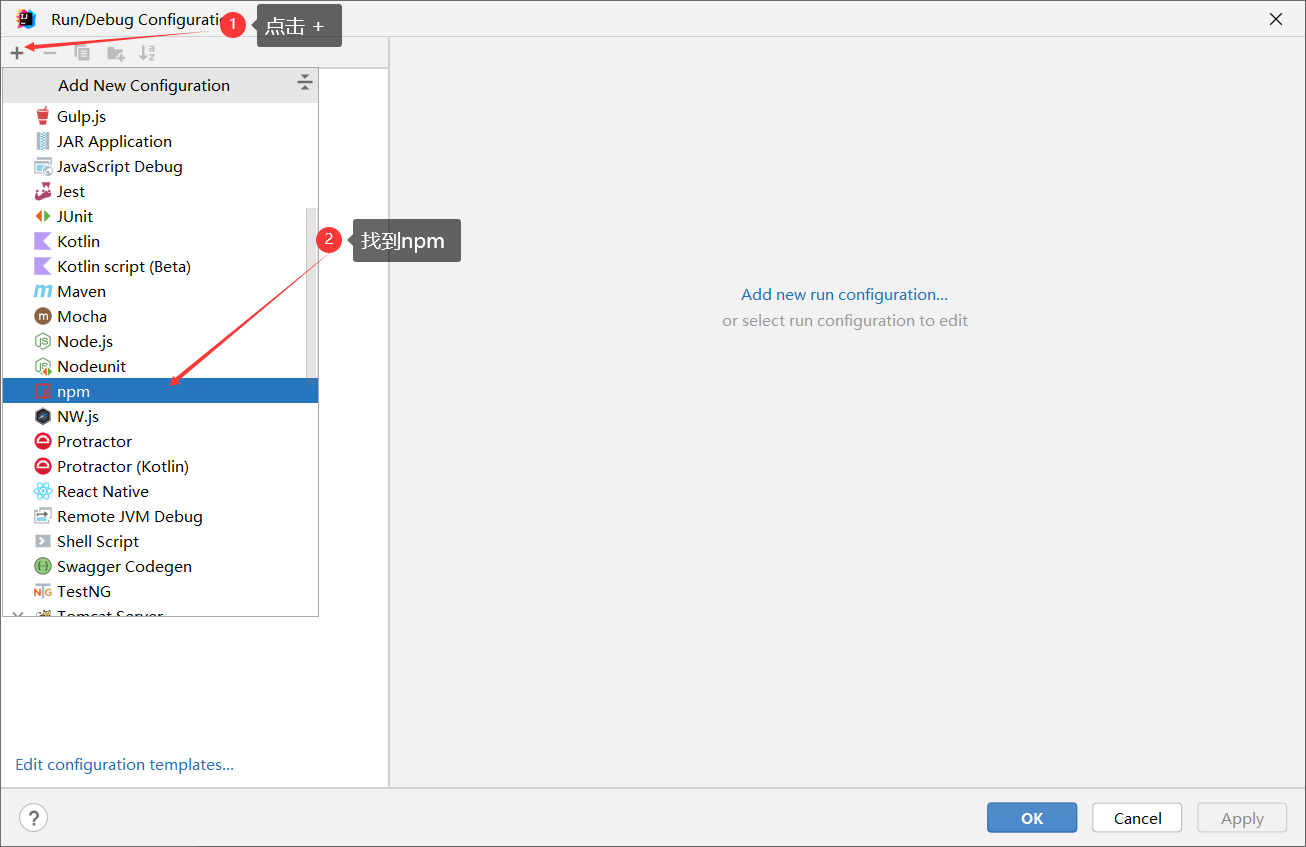 Run/Debug Configurati
1
点击 +
Add New Configuration
Gulp.js
JAR Application
JavaScript Debug
Jest
JUnit
Kotlin
2
找到npm
Kotlin script (Beta)
Maven
Mocha
Node.js
Nodeunit
npm
NW.js
Protractor
Protractor (Kotlin)
React Native
Remote JVM Debug
Shell Script
Swagger Codegen
TestNG
Tomcat Server
Add new run configuration...
or select run configuration to edit
Edit configuration templates...
?
OK
Cancel
Apply